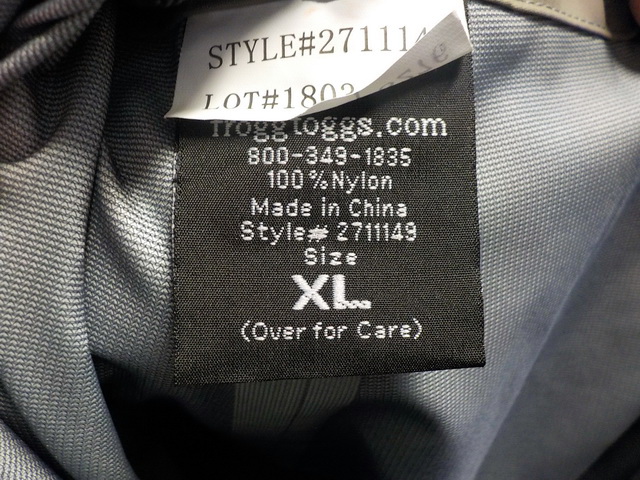 STYLE#271114
LOT#1803
froggtoggs.com
800-349-1835
100%Nylon
Made in China
Style# 2711149
Size
XL
(Over for Care)